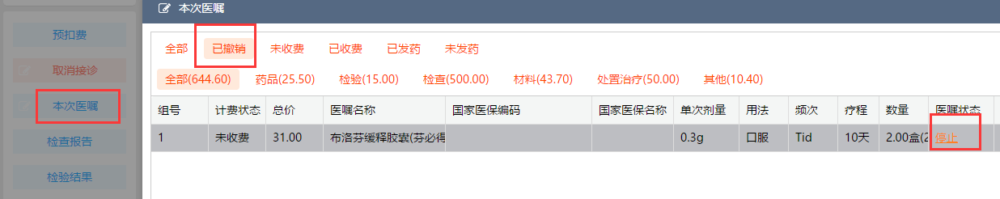 本次医嘱
预扣费
取消接诊
本次医嘱
检查报告
检验结果
全部 已撤销 未收费 已收费 已发药 未发药
全部(644.60) 药品(25.50) 检验(15.00) 检查(500.00) 材料(43.70) 处置治疗(50.00) 其他(10.40)
组号 计费状态 总价 医嘱名称 国家医保编码 国家医保名称 单次剂量 用法 频次 疗程 数量 医嘱状态
1 未收费 31.00 布洛芬缓释胶囊(芬必得 0.3g 口服 Tid 10天 2.00盒(2 停止